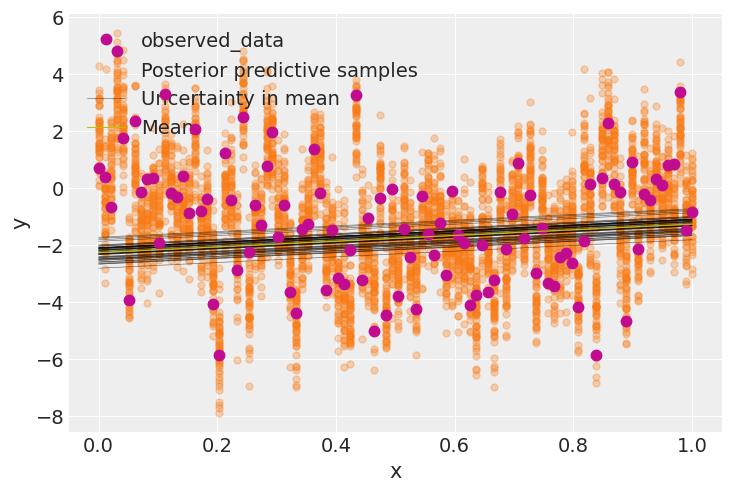 observed_data
Posterior predictive samples
Uncertainty in mean
Mean
6
4
2
0
−2
−4
−6
−8
y
0.0 0.2 0.4 0.6 0.8 1.0
x